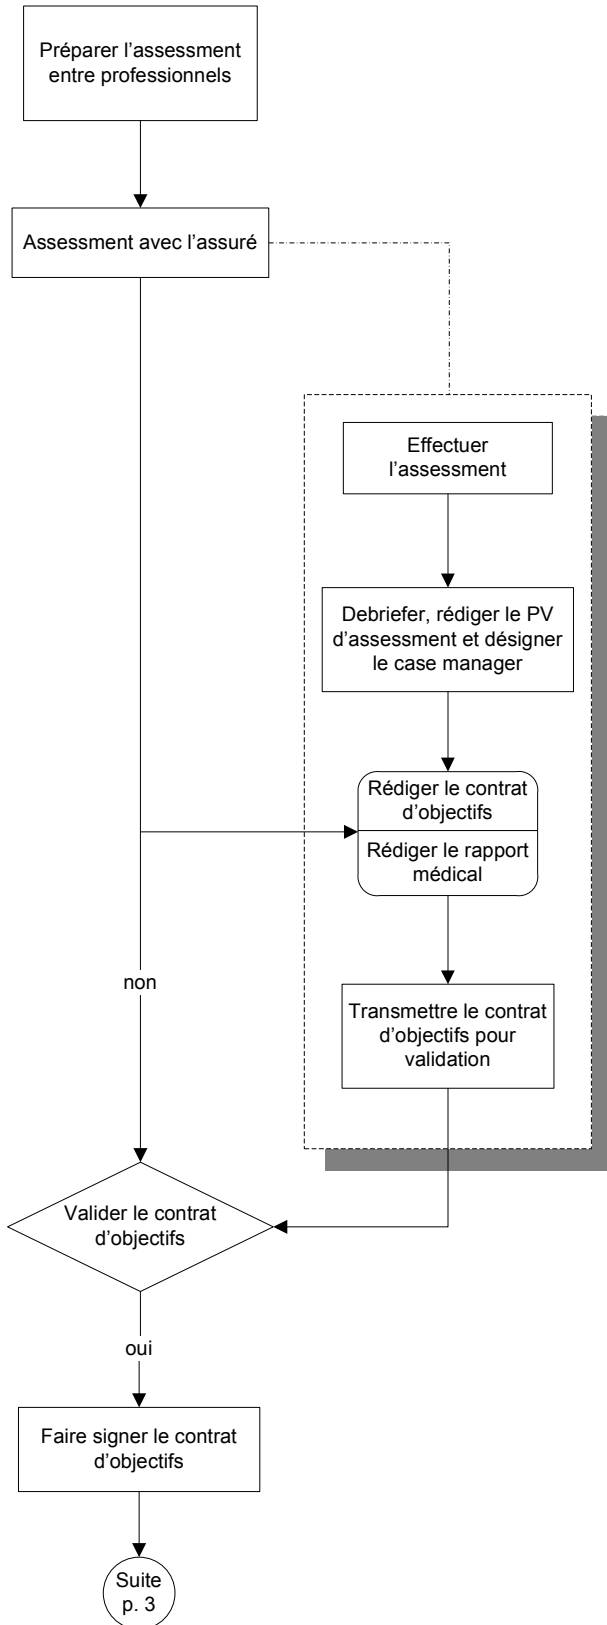 Préparer l’assessment
entre professionnels
Assessment avec l’assuré
Effectuer
l’assessment
Debriefer, rédiger le PV
d’assessment et désigner
le case manager
Rédiger le contrat
d’objectifs
Rédiger le rapport
médical
non
Transmettre le contrat
d’objectifs pour
validation
Valider le contrat
d’objectifs
oui
Faire signer le contrat
d’objectifs
Suite
p. 3